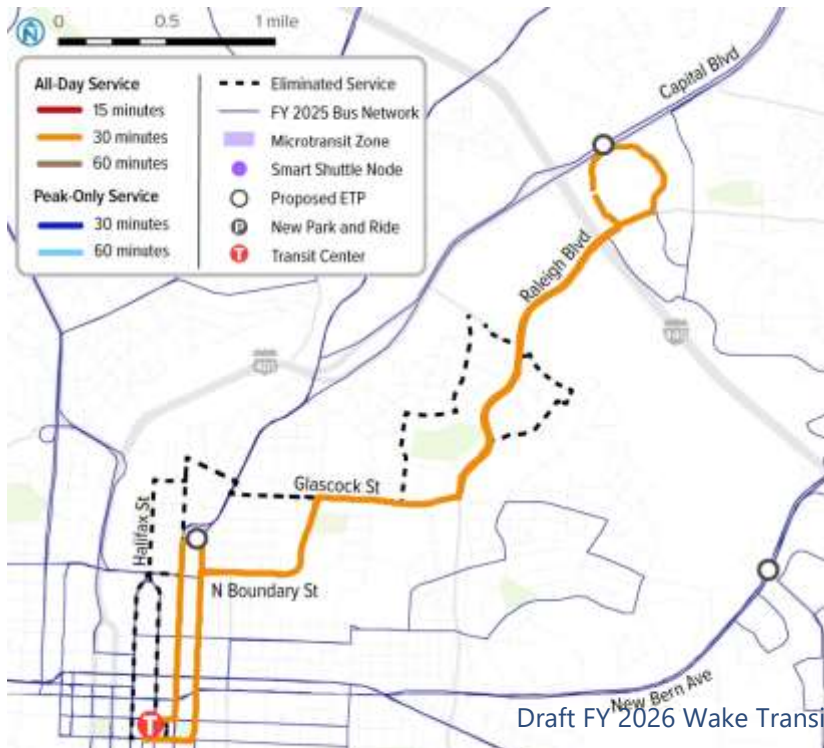 N
0 0.5 1 mile
All-Day Service
15 minutes
30 minutes
60 minutes
Peak-Only Service
30 minutes
60 minutes
Eliminated Service
FY 2025 Bus Network
Microtransit Zone
Smart Shuttle Node
Proposed ETP
P New Park and Ride
T Transit Center
Capital Blvd
Raleigh Blvd
Glascock St
Halifax St
N Boundary St
T
New Bern Ave
Draft FY 2026 Wake Transi